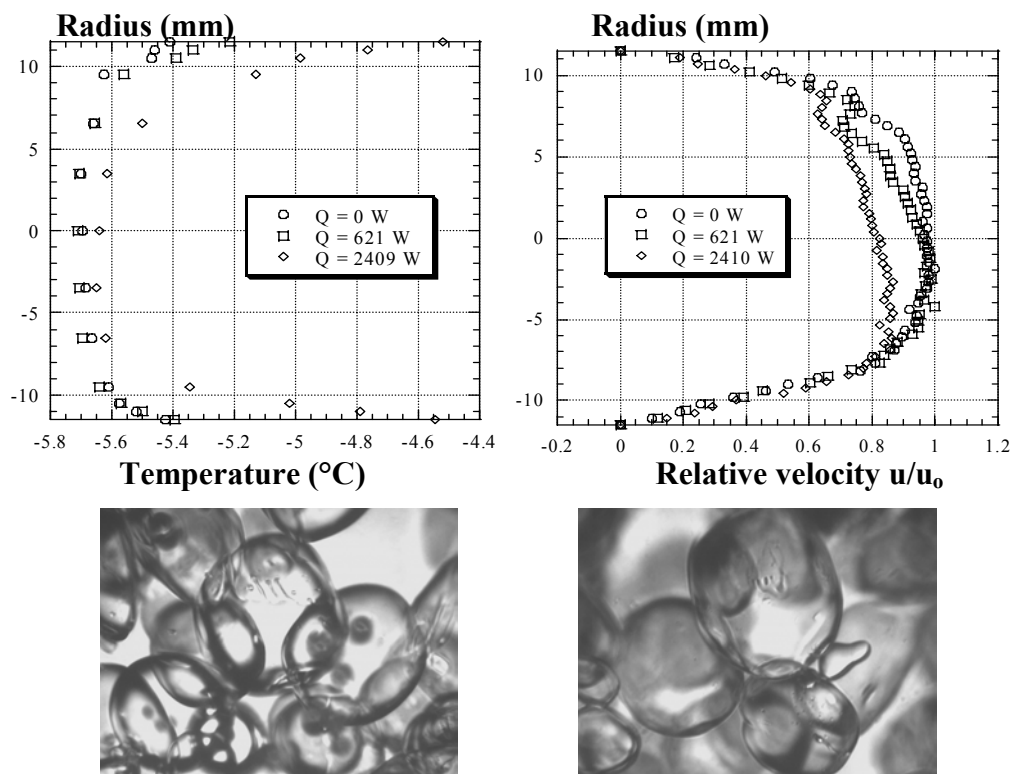 Radius (mm)
10
5
0
-5
-10
Q = 0 W
Q = 621 W
Q = 2409 W
-5.8 -5.6 -5.4 -5.2 -5 -4.8 -4.6 -4.4
Temperature (°C)
Radius (mm)
10
5
0
-5
-10
Q = 0 W
Q = 621 W
Q = 2410 W
-0.2 0 0.2 0.4 0.6 0.8 1 1.2
Relative velocity u/uo